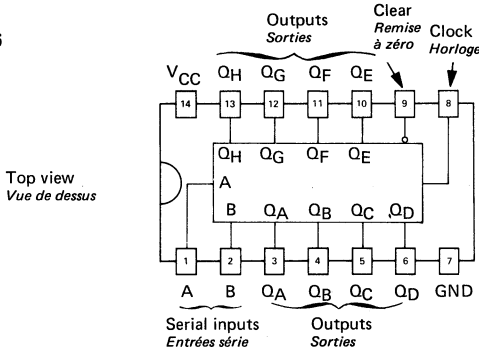 6
Outputs
Sorties
Clear
Remise
à zéro
Clock
Horloge
VCC QH QG QF QE
14 13 12 11 10 9 8
QH QG QF QE
A
B QA QB QC QD
Top view
Vue de dessus
1 2 3 4 5 6 7
A B QA QB QC QD GND
Serial inputs
Entrées série
Outputs
Sorties